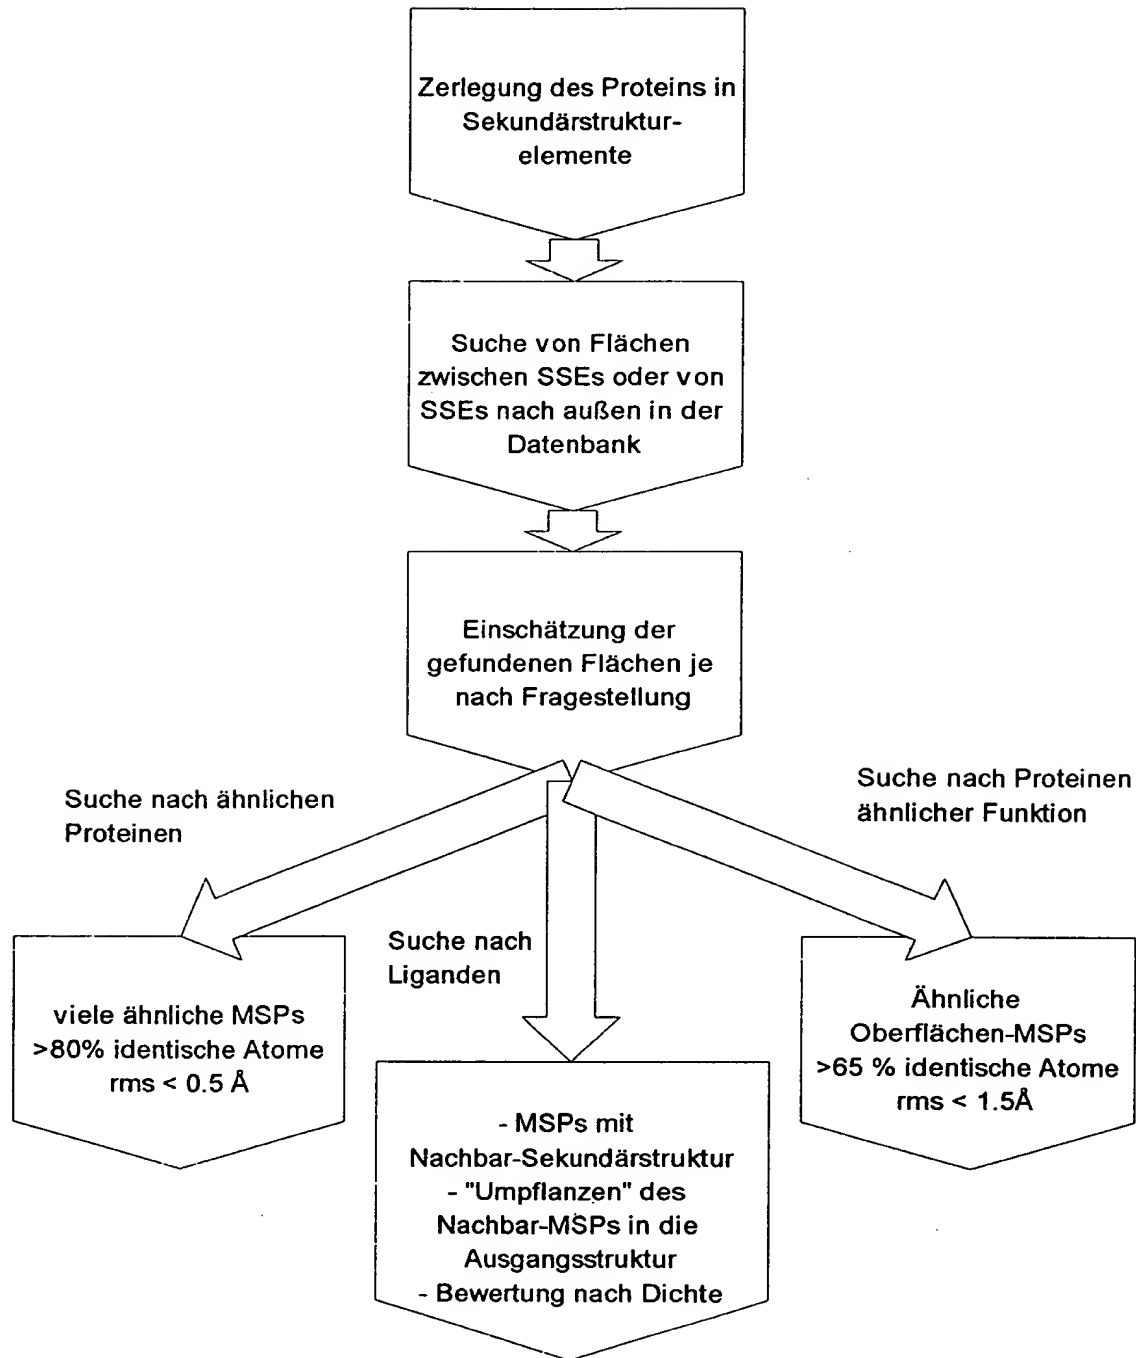 Zerlegung des Proteins in
Sekundärstruktur-
elemente
Suche von Flächen
zwischen SSEs oder von
SSEs nach außen in der
Datenbank
Einschätzung der
gefundenen Flächen je
nach Fragestellung
Suche nach ähnlichen
Proteinen
Suche nach
Liganden
Suche nach Proteinen
ähnlicher Funktion
viele ähnliche MSPs
>80% identische Atome
rms < 0.5 Å
- MSPs mit
Nachbar-Sekundärstruktur
- "Umpflanzen" des
Nachbar-MSPs in die
Ausgangsstruktur
- Bewertung nach Dichte
Ähnliche
Oberflächen-MSPs
>65 % identische Atome
rms < 1.5Å